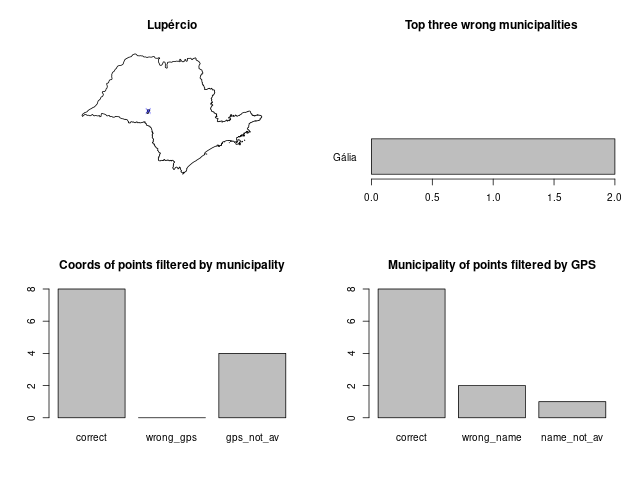 Lupércio
Top three wrong municipalities
Gália
0.0 0.5 1.0 1.5 2.0
Coords of points filtered by municipality
8
6
4
2
0
correct wrong_gps gps_not_av
Municipality of points filtered by GPS
8
6
4
2
0
correct wrong_name name_not_av